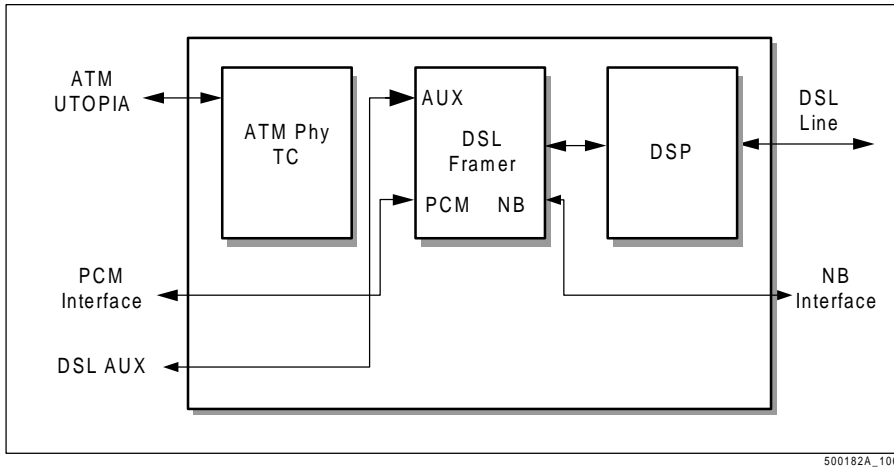 ATM
UTOPIA
ATM Phy
TC
AUX
DSL
Framer
PCM NB
DSP
DSL
Line
PCM
Interface
NB
Interface
DSL AUX